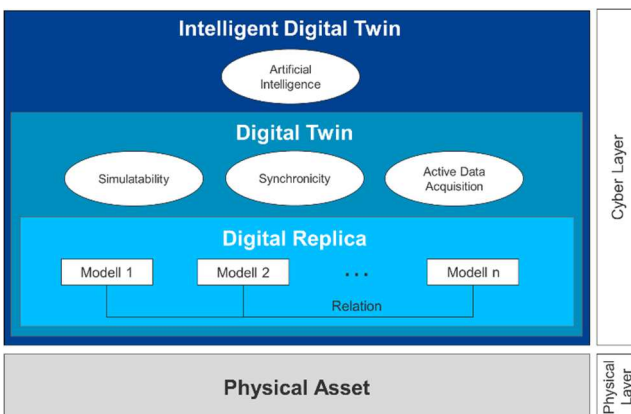 Intelligent Digital Twin
Artificial
Intelligence
Digital Twin
Simulatability
Synchronicity
Active Data
Acquisition
Digital Replica
Modell 1
Modell 2
...
Modell n
Relation
Cyber Layer
Physical Asset
Physical
Layer